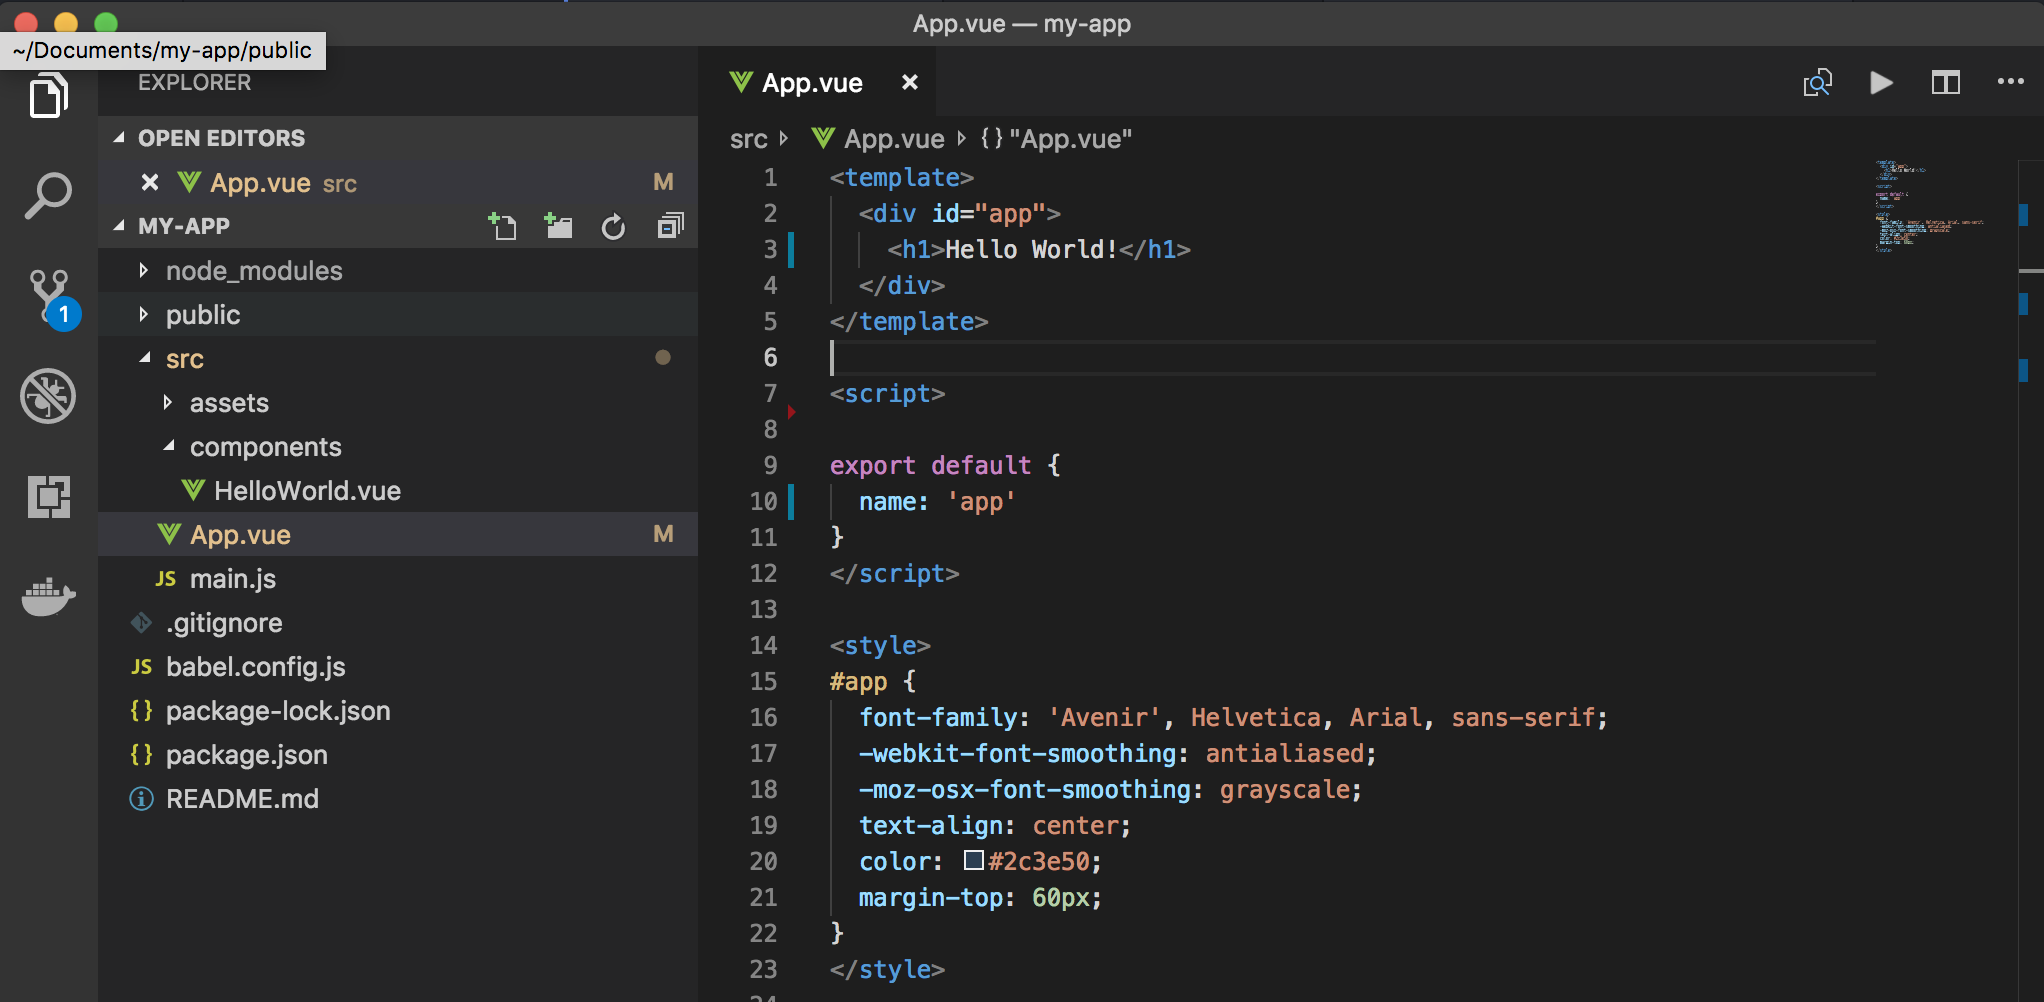 App.vue — my-app
~/Documents/my-app/public
EXPLORER
OPEN EDITORS
App.vue src M
MY-APP
node_modules
public
src
assets
components
HelloWorld.vue
App.vue M
JS main.js
.gitignore
JS babel.config.js
{} package-lock.json
{} package.json
README.md
1
App.vue
src App.vue {} "App.vue"
1 <template>
2 <div id="app">
3 <h1>Hello World!</h1>
4 </div>
5 </template>
6
7 <script>
8
9 export default {
10 name: 'app'
11 }
12 </script>
13
14 <style>
15 #app {
16 font-family: 'Avenir', Helvetica, Arial, sans-serif;
17 -webkit-font-smoothing: antialiased;
18 -moz-osx-font-smoothing: grayscale;
19 text-align: center;
20 color: #2c3e50;
21 margin-top: 60px;
22 }
23 </style>